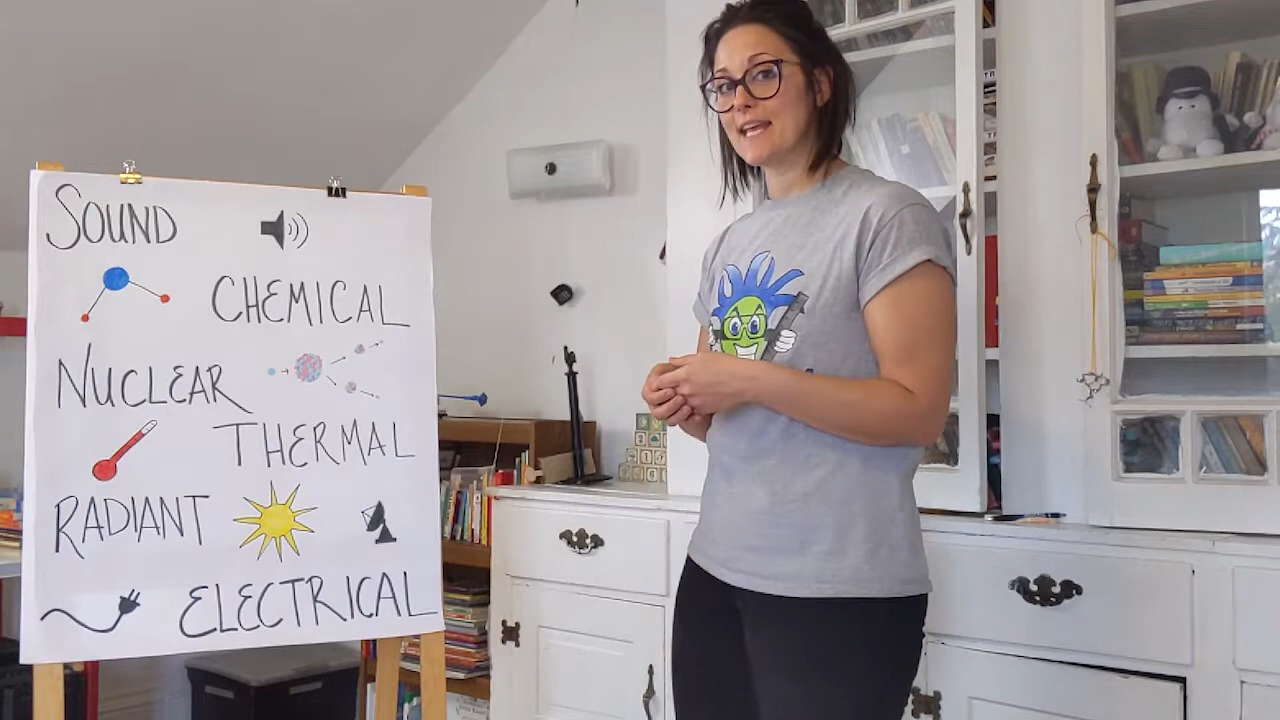 SOUND
CHEMICAL
NUCLEAR
THERMAL
RADIANT
ELECTRICAL